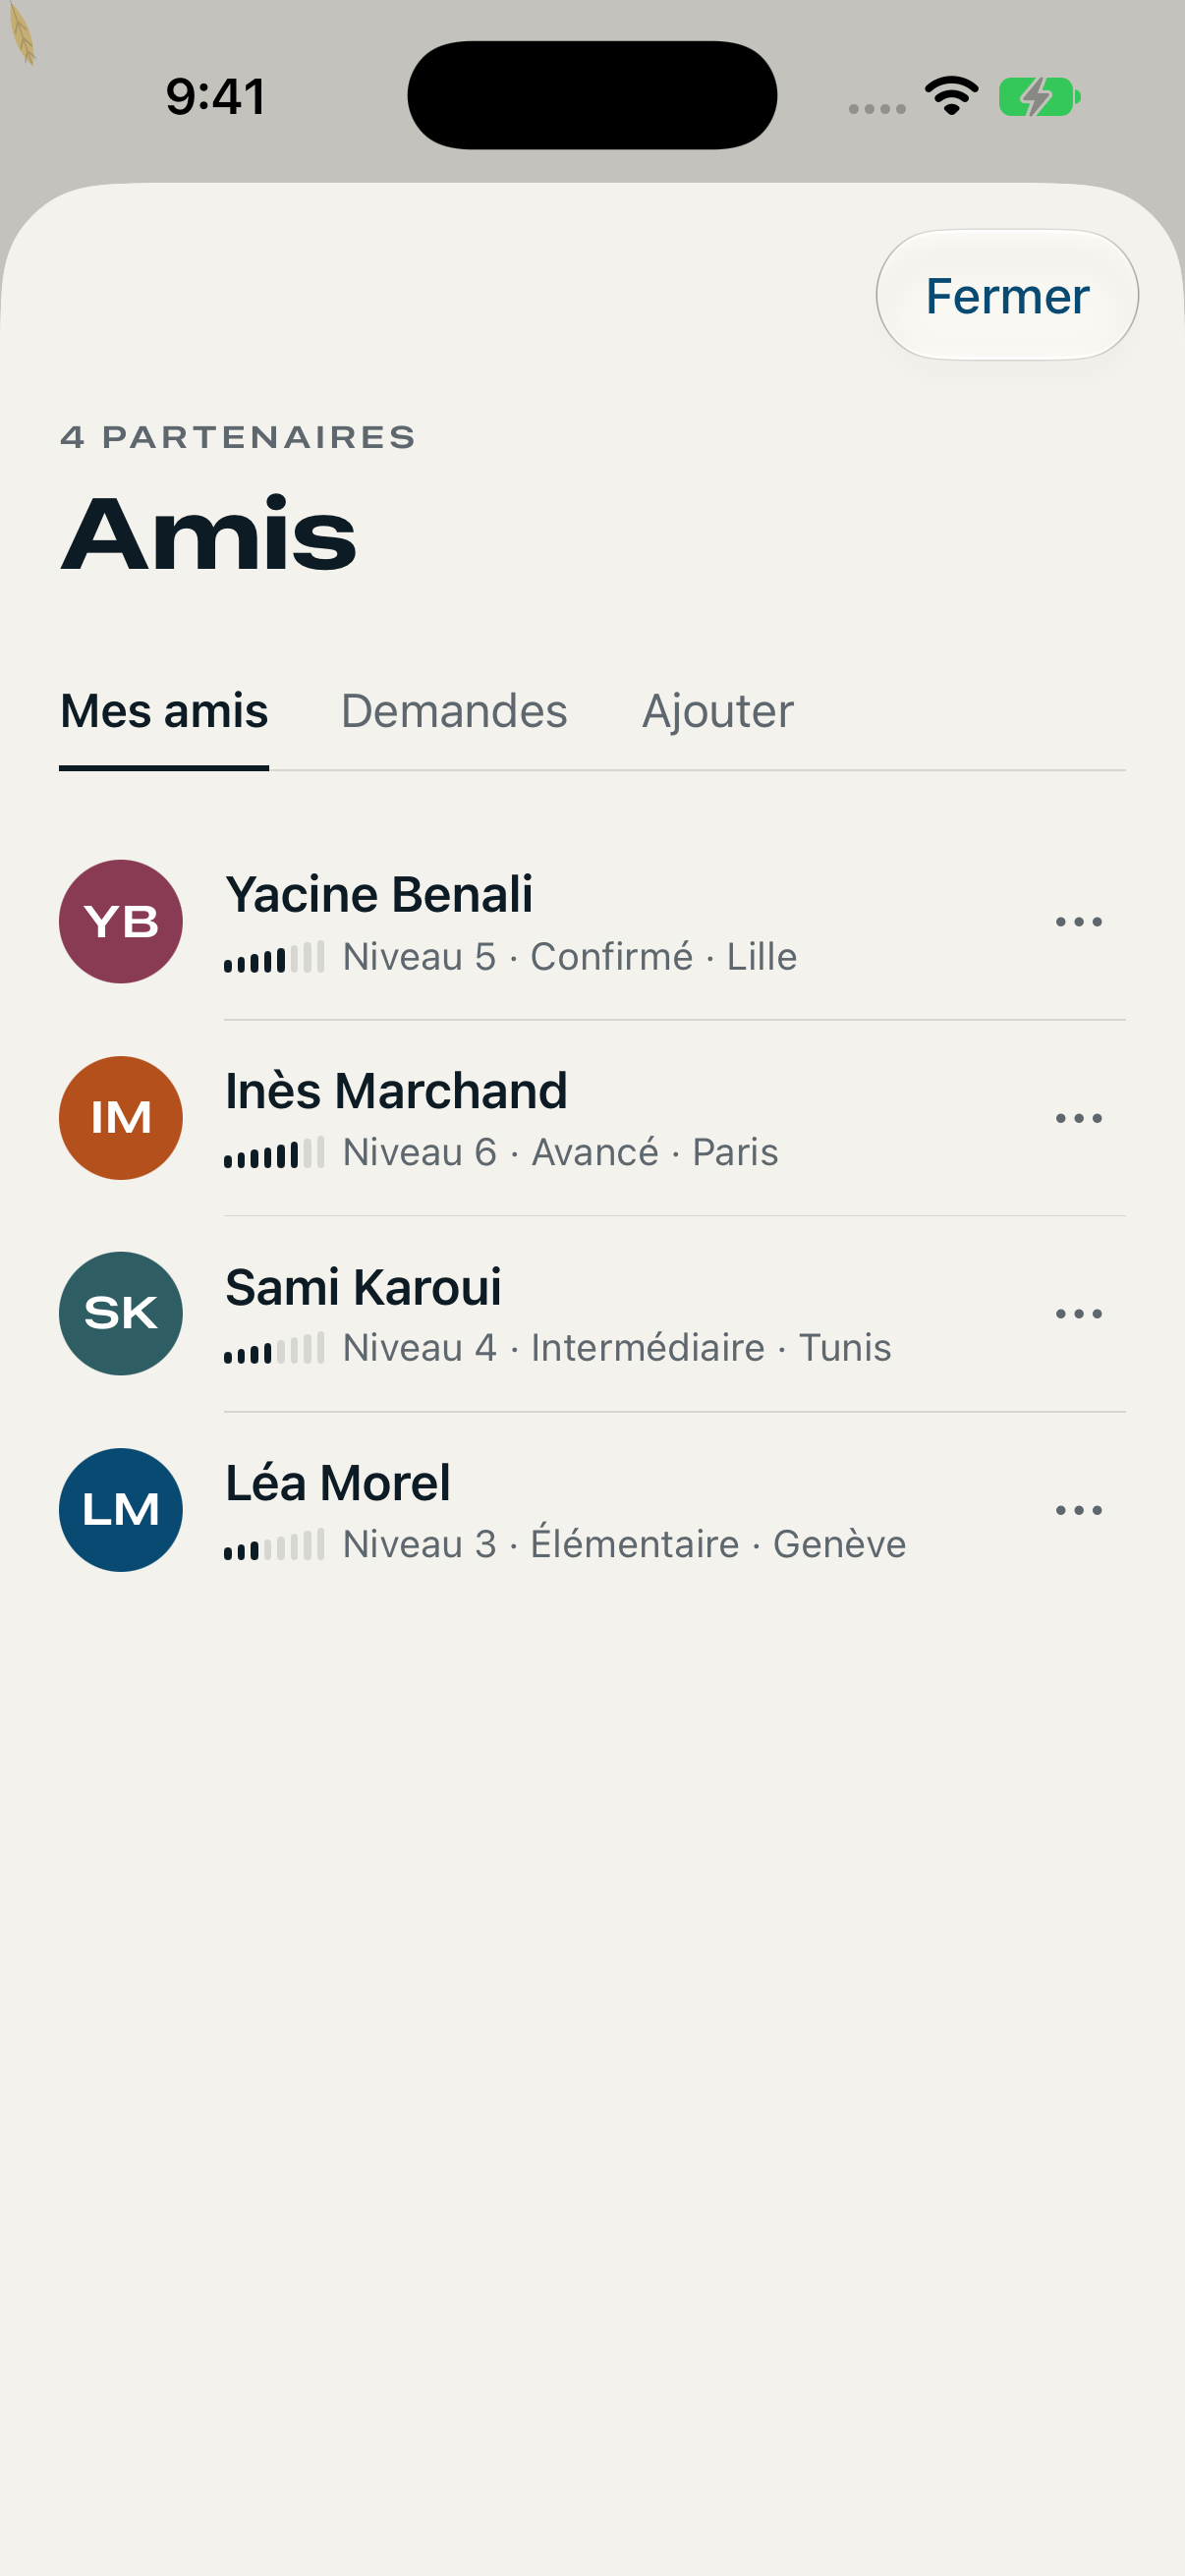 9:41
Fermer
4 PARTENAIRES
Amis
Mes amis Demandes Ajouter
YB
Yacine Benali
Niveau 5 · Confirmé · Lille
IM
Inès Marchand
Niveau 6 · Avancé · Paris
SK
Sami Karoui
Niveau 4 · Intermédiaire · Tunis
LM
Léa Morel
Niveau 3 · Élémentaire · Genève